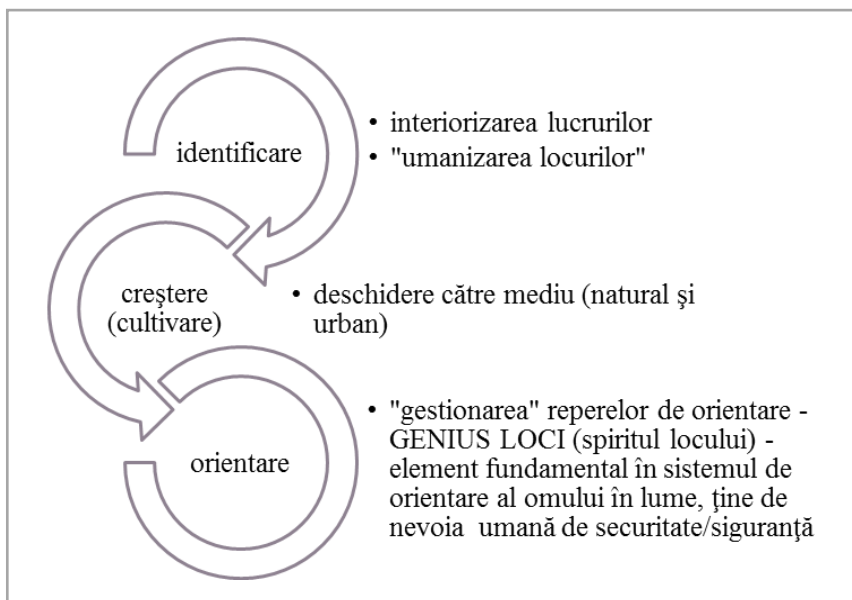 identificare
• interiorizarea lucrurilor
• "umanizarea locurilor"
creştere
(cultivare)
• deschidere către mediu (natural şi
urban)
orientare
• "gestionarea" reperelor de orientare -
GENIUS LOCI (spiritul locului) -
element fundamental în sistemul de
orientare al omului în lume, ţine de
nevoia umană de securitate/siguranţă